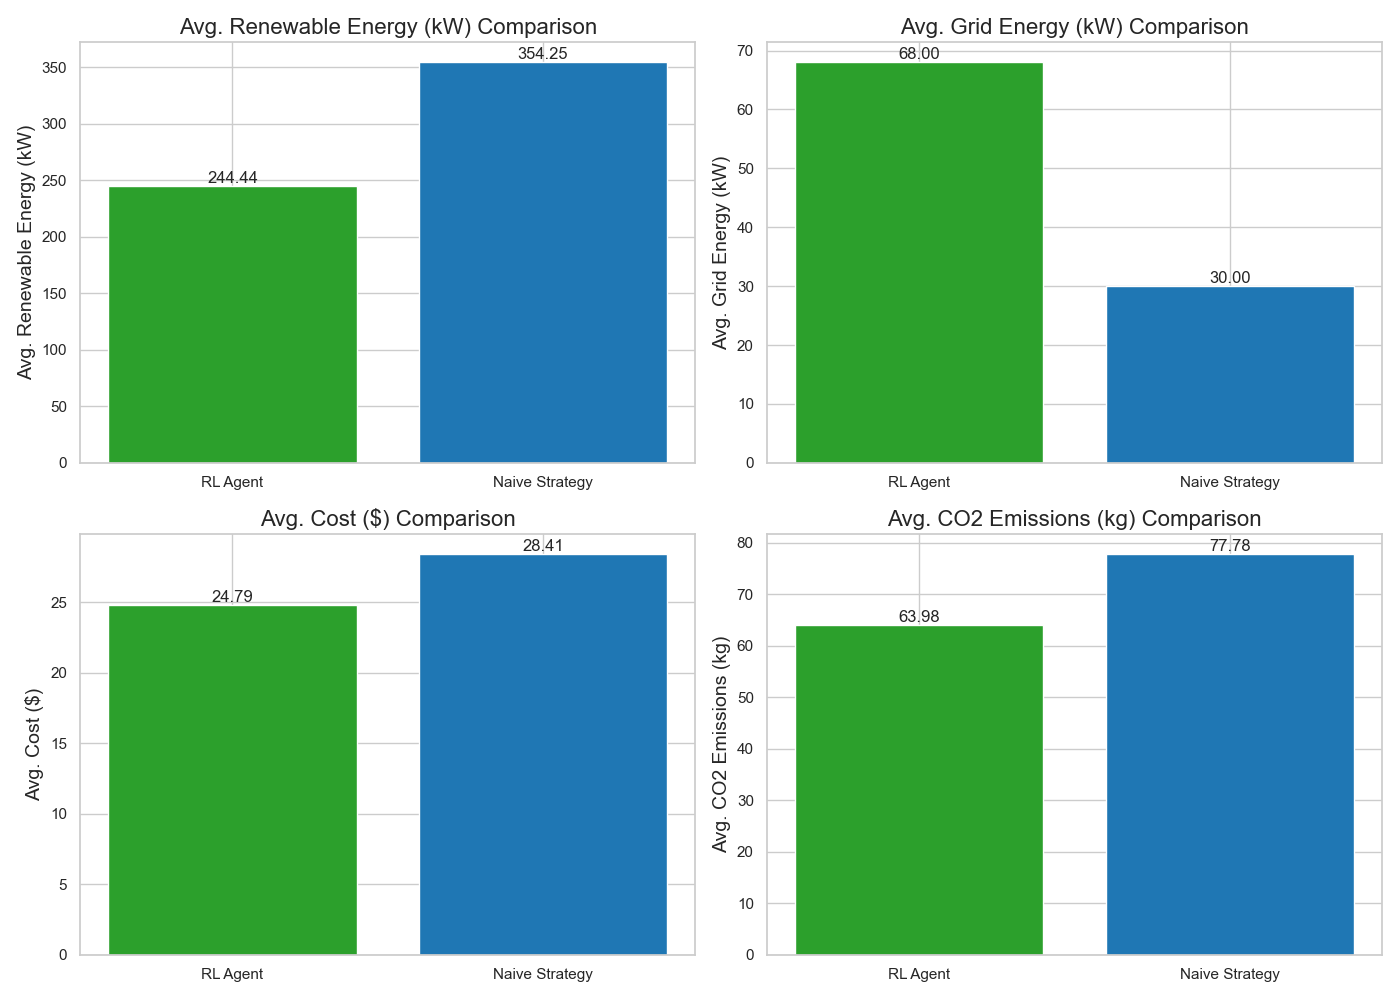 Avg. Renewable Energy (kW) Comparison
Avg. Renewable Energy (kW)
350
300
250
200
150
100
50
0
354.25
244.44
RL Agent
Naive Strategy
Avg. Grid Energy (kW) Comparison
Avg. Grid Energy (kW)
70
60
50
40
30
20
10
0
68.00
30.00
RL Agent
Naive Strategy
Avg. Cost ($) Comparison
Avg. Cost ($)
25
20
15
10
5
0
28.41
24.79
RL Agent
Naive Strategy
Avg. CO2 Emissions (kg) Comparison
Avg. CO2 Emissions (kg)
80
70
60
50
40
30
20
10
0
77.78
63.98
RL Agent
Naive Strategy